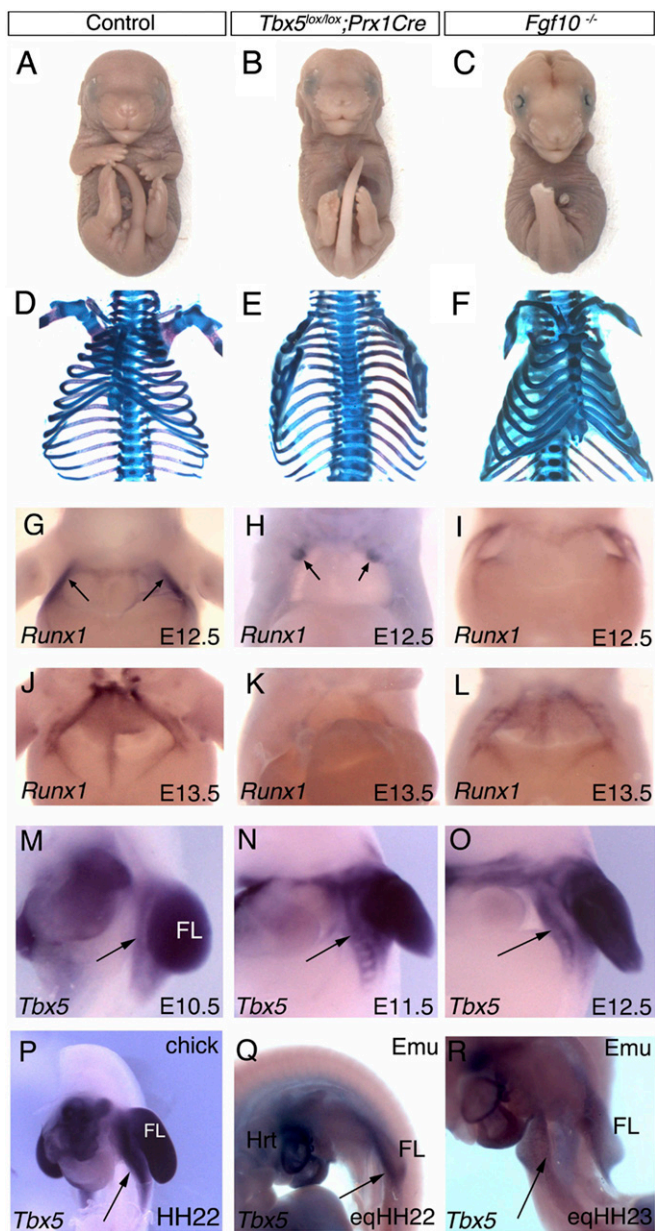 Control Tbx5lox/lox;Prx1Cre Fgf10 -/-
A B C
D E F
G H I
Runx1 E12.5 Runx1 E12.5 Runx1 E12.5
J K L
Runx1 E13.5 Runx1 E13.5 Runx1 E13.5
M N O
FL
Tbx5 E10.5 Tbx5 E11.5 Tbx5 E12.5
P chick Q Emu R Emu
FL Hrt FL FL
Tbx5 HH22 Tbx5 eqHH22 Tbx5 eqHH23